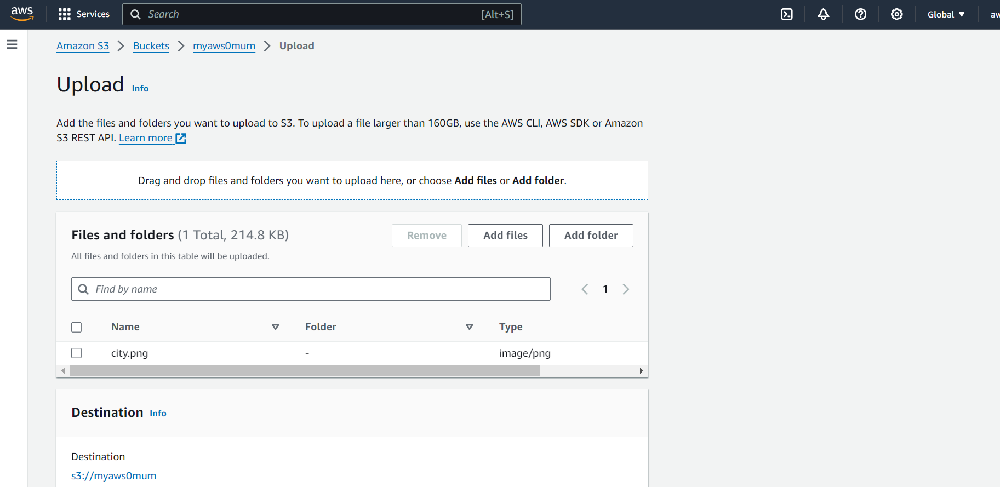 aws
Services
Search
[Alt+S]
Global
Amazon S3
Buckets
myaws0mum
Upload
Upload
Info
Add the files and folders you want to upload to S3. To upload a file larger than 160GB, use the AWS CLI, AWS SDK or Amazon
S3 REST API. Learn more
Drag and drop files and folders you want to upload here, or choose Add files or Add folder.
Files and folders (1 Total, 214.8 KB)
Remove
Add files
Add folder
All files and folders in this table will be uploaded.
Find by name
1
Name
Folder
Type
city.png
-
image/png
Destination
Info
Destination
s3://myaws0mum